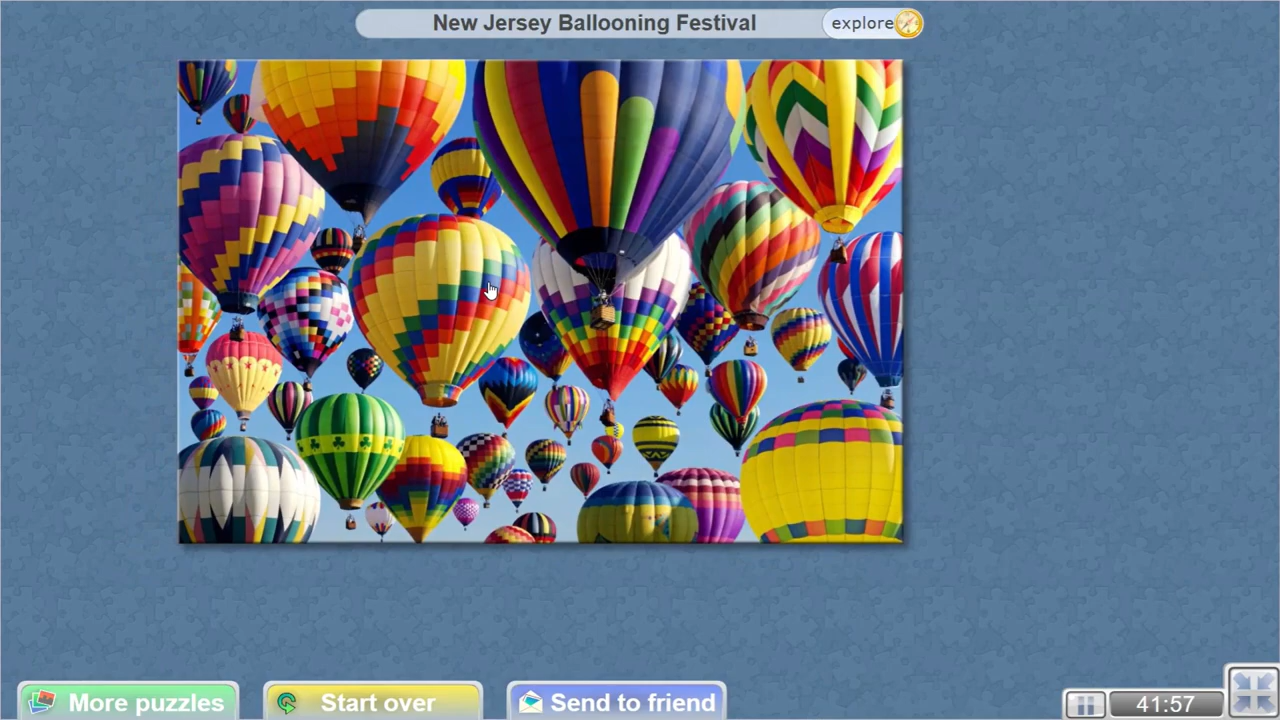 New Jersey Ballooning Festival
explore
More puzzles
Start over
Send to friend
41:57